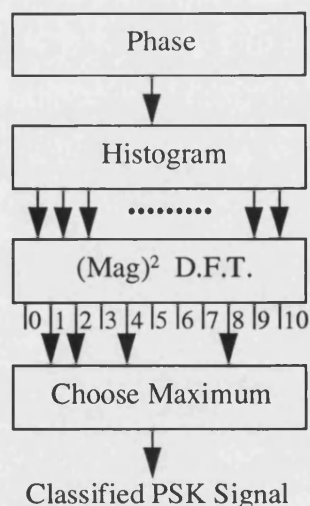 Phase
Histogram
(Mag)² D.F.T.
0 1 2 3 4 5 6 7 8 9 10
Choose Maximum
Classified PSK Signal